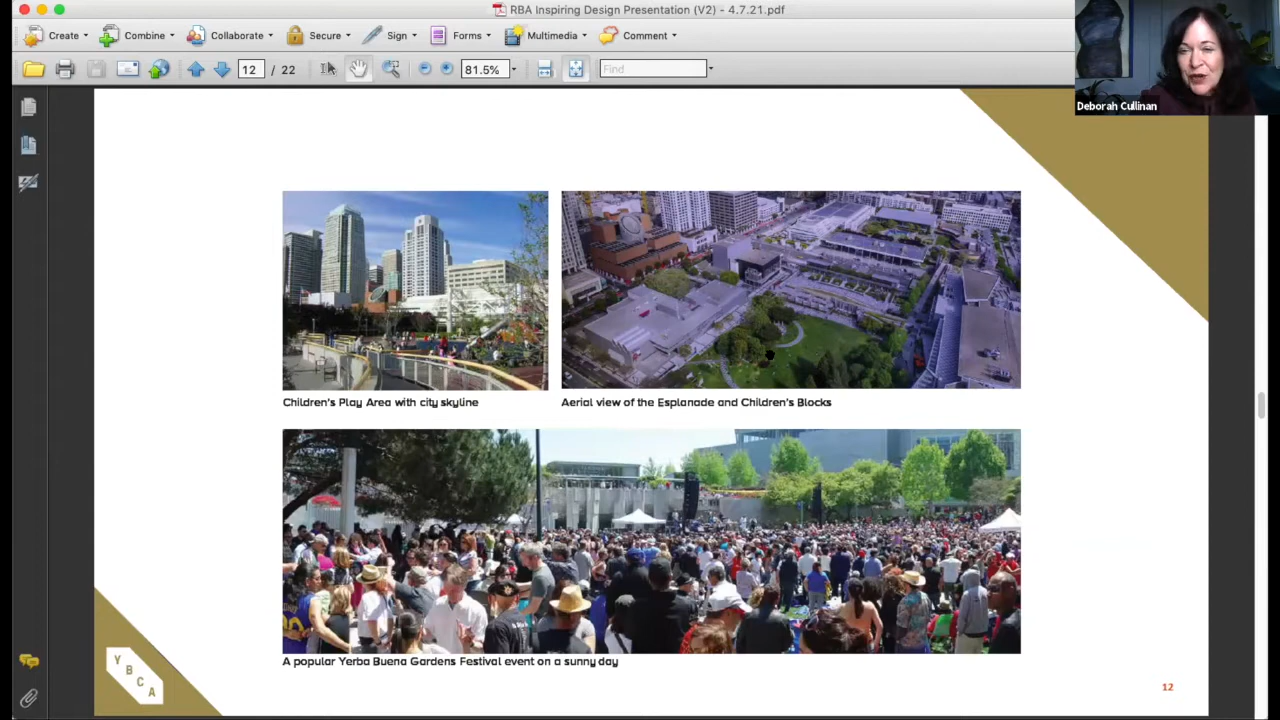 RBA Inspiring Design Presentation (V2) - 4.7.21.pdf
Create Combine Collaborate Secure Sign Forms Multimedia Comment
12 / 22 81.5% Find
Deborah Cullinan
Children's Play Area with city skyline
Aerial view of the Esplanade and Children's Blocks
A popular Yerba Buena Gardens Festival event on a sunny day
Y
B
C
A
12